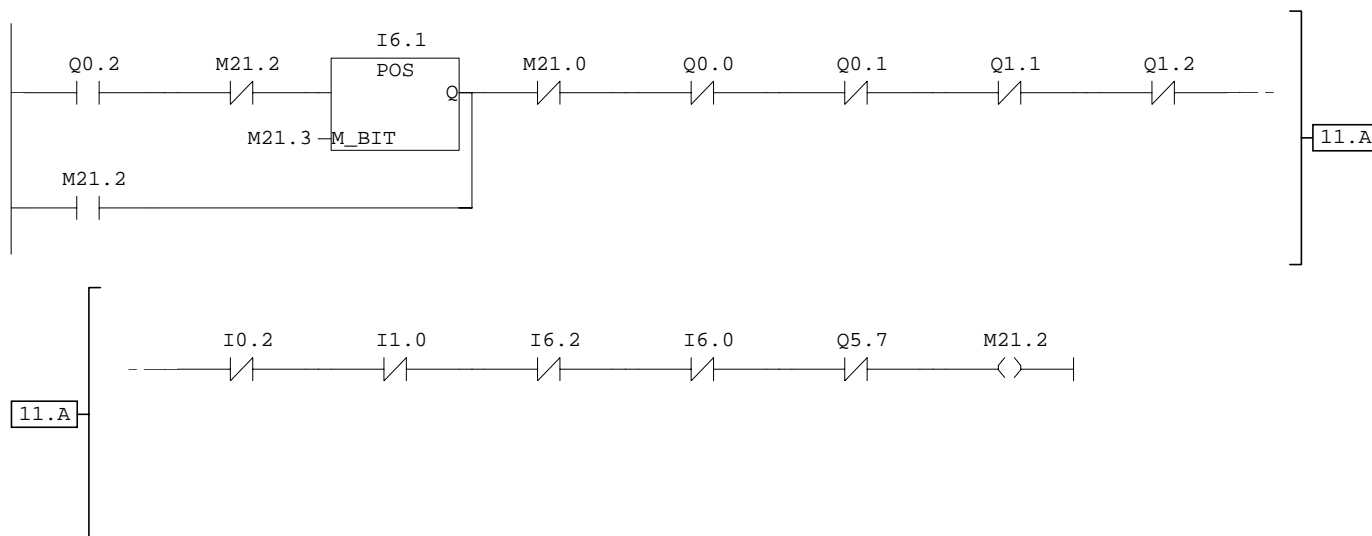 I6.1
Q0.2 M21.2 POS M21.0 Q0.0 Q0.1 Q1.1 Q1.2
Q
M21.3 M_BIT
11.A
M21.2
I0.2 I1.0 I6.2 I6.0 Q5.7 M21.2
11.A